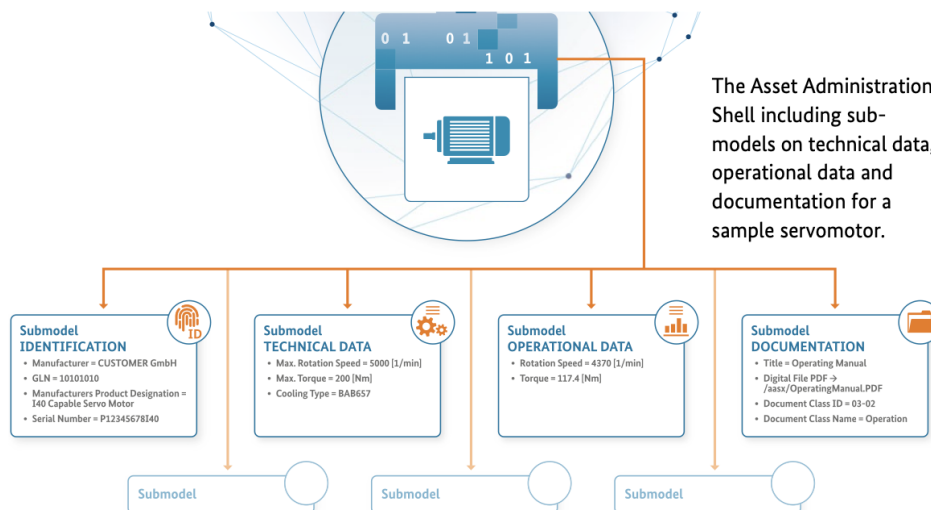 0 1 0 1
1 0 1
The Asset Administration
Shell including sub-
models on technical data,
operational data and
documentation for a
sample servomotor.
ID
Submodel
IDENTIFICATION
• Manufacturer = CUSTOMER GmbH
• GLN = 10101010
• Manufacturers Product Designation =
I40 Capable Servo Motor
• Serial Number = P12345678I40
Submodel
TECHNICAL DATA
• Max. Rotation Speed = 5000 [1/min]
• Max. Torque = 200 [Nm]
• Cooling Type = BAB657
Submodel
OPERATIONAL DATA
• Rotation Speed = 4370 [1/min]
• Torque = 117.4 [Nm]
Submodel
DOCUMENTATION
• Title = Operating Manual
• Digital File PDF →
/aasx/OperatingManual.PDF
• Document Class ID = 03-02
• Document Class Name = Operation
Submodel
Submodel
Submodel